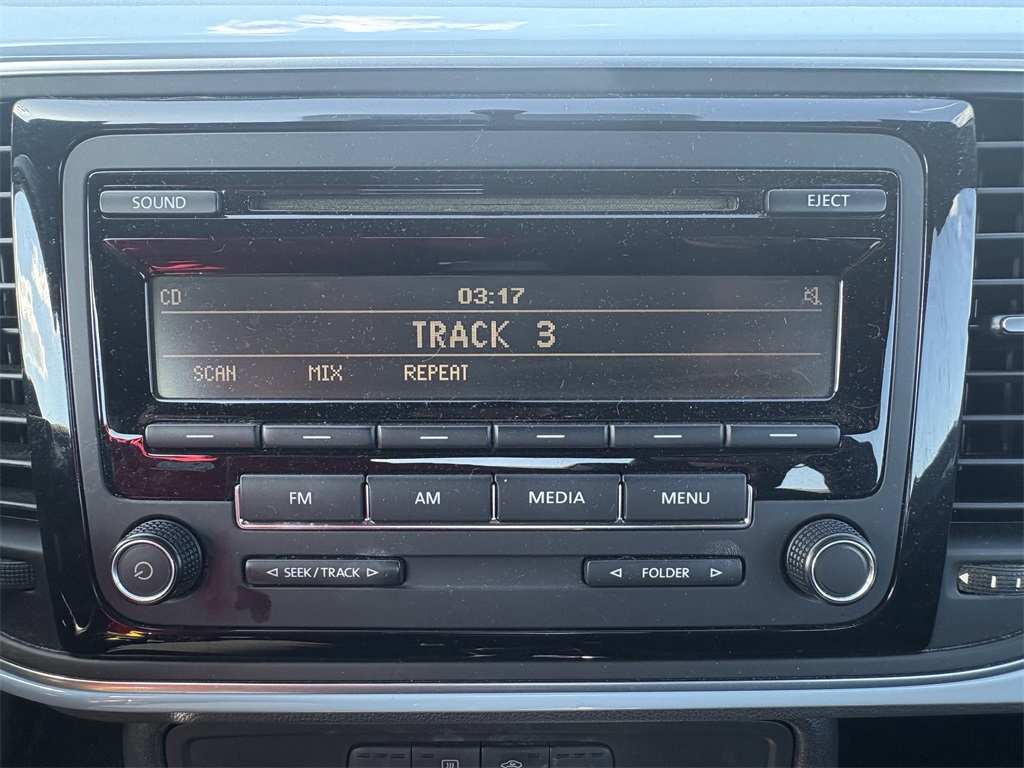 SOUND
EJECT
CD 03:17
TRACK 3
SCAN MIX REPEAT
FM AM MEDIA MENU
SEEK/TRACK FOLDER